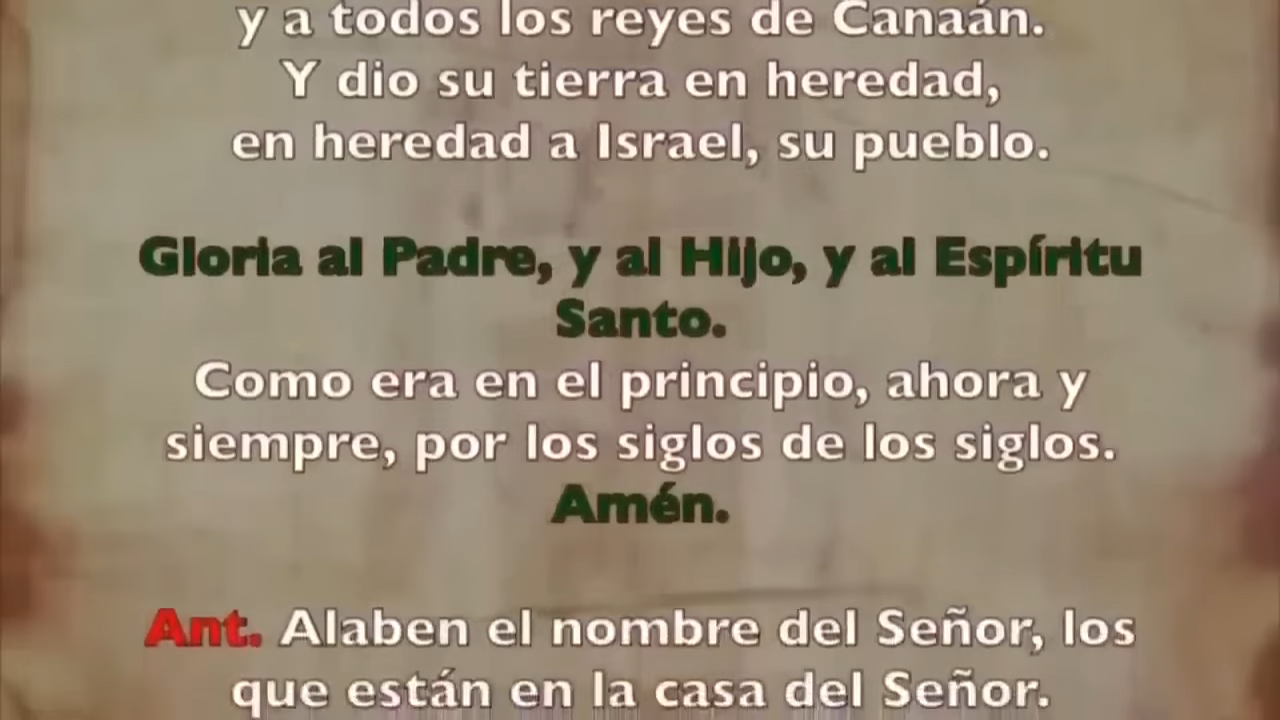 y a todos los reyes de Canaán.
Y dio su tierra en heredad,
en heredad a Israel, su pueblo.
Gloria al Padre, y al Hijo, y al Espíritu
Santo.
Como era en el principio, ahora y
siempre, por los siglos de los siglos.
Amén.
Ant. Alaben el nombre del Señor, los
que están en la casa del Señor.